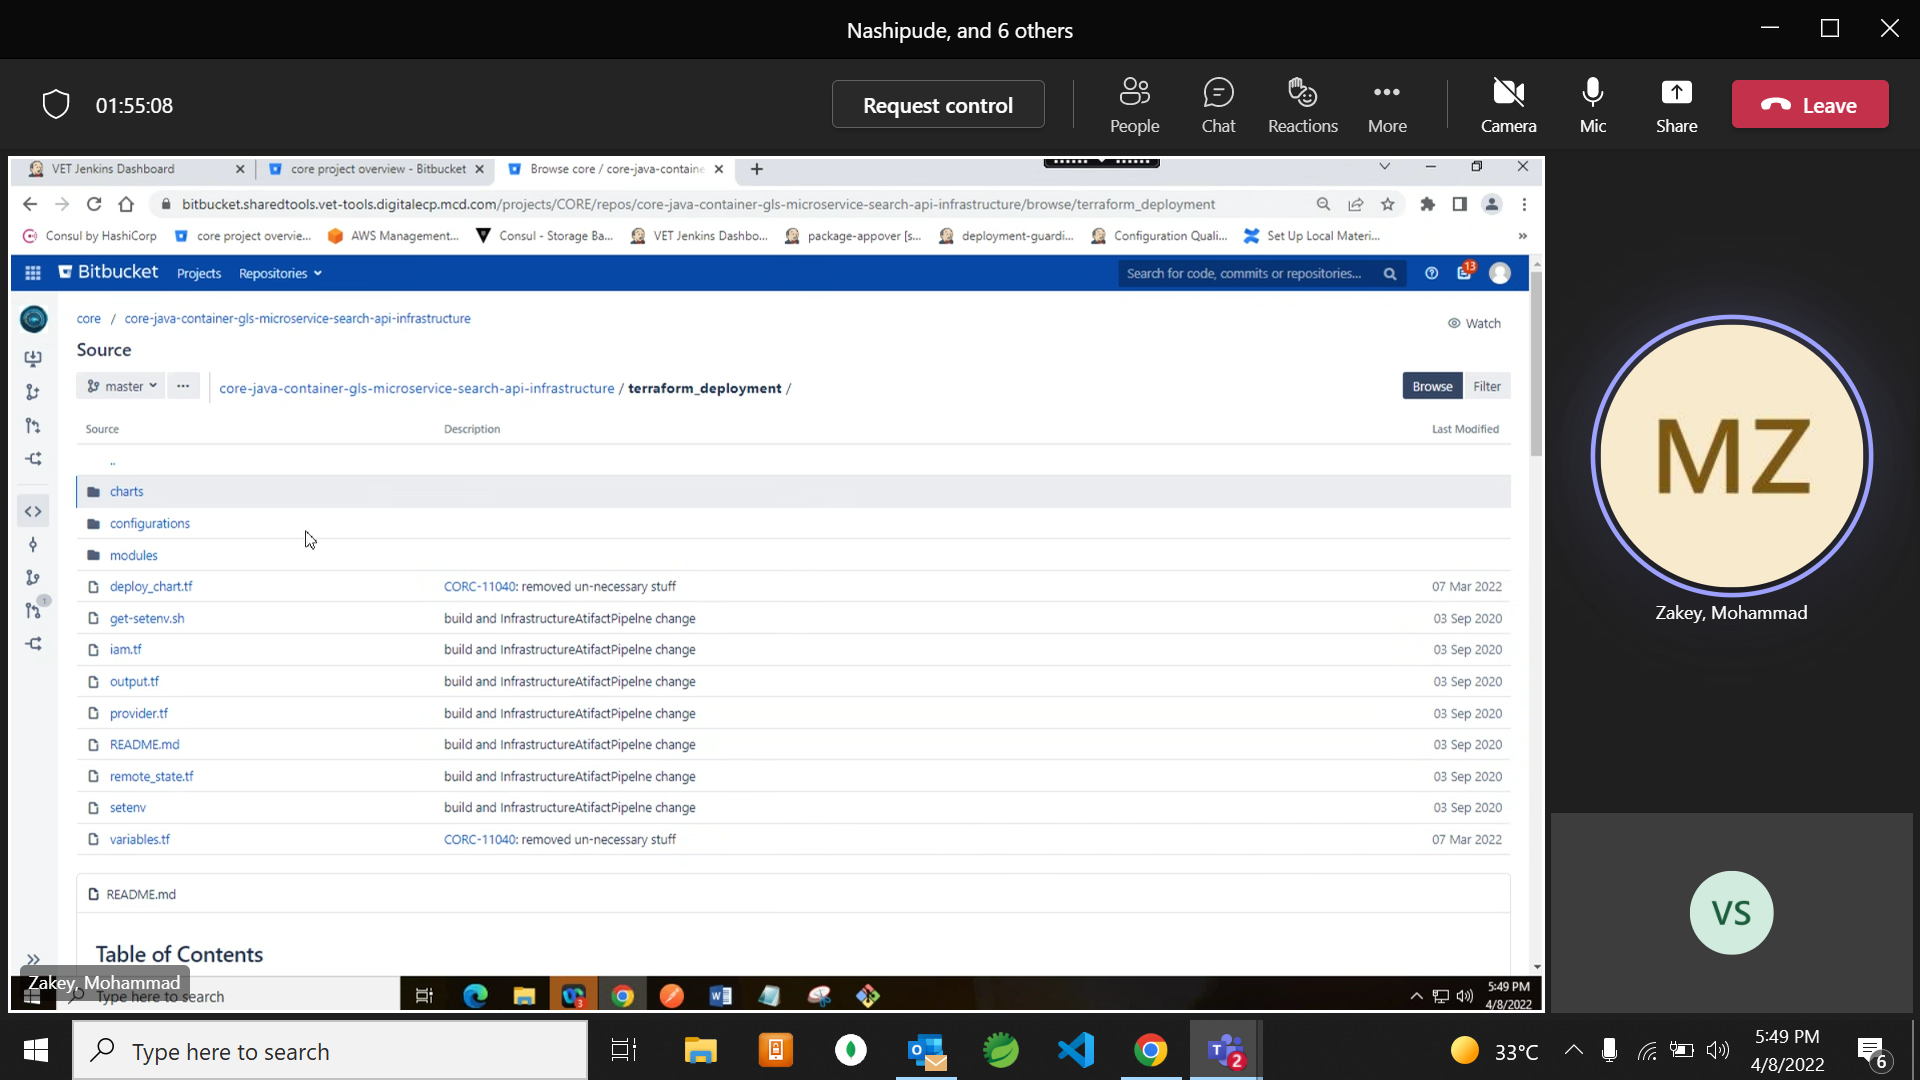 Nashipude, and 6 others
01:55:08
Request control
People
Chat
Reactions
More
Camera
Mic
Share
Leave
VET Jenkins Dashboard
core project overview - Bitbucket
Browse core / core-java-containe
bitbucket.sharedtools.vet-tools.digitalecp.mcd.com/projects/CORE/repos/core-java-container-gls-microservice-search-api-infrastructure/browse/terraform_deployment
Consul by HashiCorp
core project overvie...
AWS Management...
Consul - Storage Ba...
VET Jenkins Dashbo...
package-appover [s...
deployment-guardi...
Configuration Quali...
Set Up Local Materi...
»
Bitbucket
Projects
Repositories
Search for code, commits or repositories...
13
core / core-java-container-gls-microservice-search-api-infrastructure
Watch
Source
master
...
core-java-container-gls-microservice-search-api-infrastructure / terraform_deployment /
Browse
Filter
Source Description Last Modified
..
charts
configurations
modules
deploy_chart.tf CORC-11040: removed un-necessary stuff 07 Mar 2022
get-setenv.sh build and InfrastructureAtifactPipelne change 03 Sep 2020
iam.tf build and InfrastructureAtifactPipelne change 03 Sep 2020
output.tf build and InfrastructureAtifactPipelne change 03 Sep 2020
provider.tf build and InfrastructureAtifactPipelne change 03 Sep 2020
README.md build and InfrastructureAtifactPipelne change 03 Sep 2020
remote_state.tf build and InfrastructureAtifactPipelne change 03 Sep 2020
setenv build and InfrastructureAtifactPipelne change 03 Sep 2020
variables.tf CORC-11040: removed un-necessary stuff 07 Mar 2022
1
README.md
Table of Contents
Zakey, Mohammad
Type here to search
3
5:49 PM
4/8/2022
MZ
Zakey, Mohammad
VS
Type here to search
2
33°C
5:49 PM
4/8/2022
6